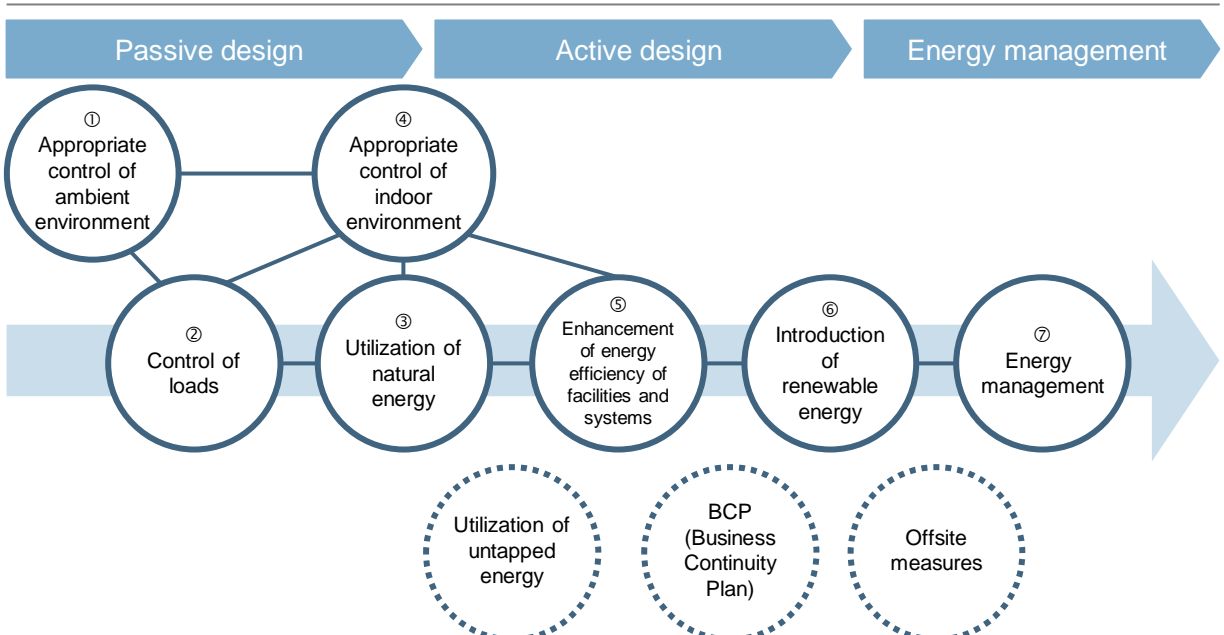 Passive design
Active design
Energy management
①
Appropriate
control of
ambient
environment
④
Appropriate
control of
indoor
environment
②
Control of
loads
③
Utilization of
natural
energy
⑤
Enhancement
of energy
efficiency of
facilities and
systems
⑥
Introduction
of
renewable
energy
⑦
Energy
management
Utilization of
untapped
energy
BCP
(Business
Continuity
Plan)
Offsite
measures